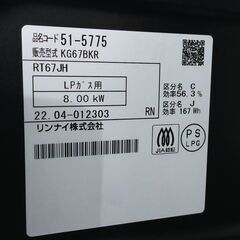 品名コード 51-5775
販売型式 KG67BKR
RT67JH
LPガス用
8.00 kW
区分名 C
効率56.3 %
区分名 J
効率 167 Wh
22.04-012303 RN
リンナイ株式会社
JIA認証
PS
LPG